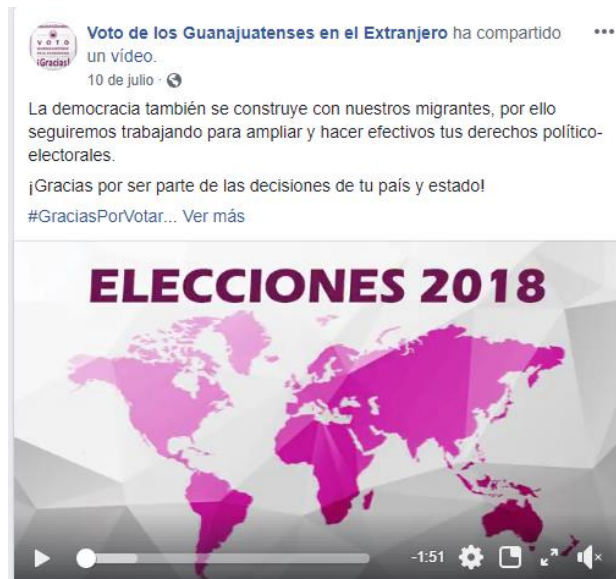 Voto de los Guanajuatenses en el Extranjero ha compartido
un vídeo.
10 de julio ·
VOTO
¡Gracias!
La democracia también se construye con nuestros migrantes, por ello
seguiremos trabajando para ampliar y hacer efectivos tus derechos político-
electorales.
¡Gracias por ser parte de las decisiones de tu país y estado!
#GraciasPorVotar... Ver más
ELECCIONES 2018
-1:51